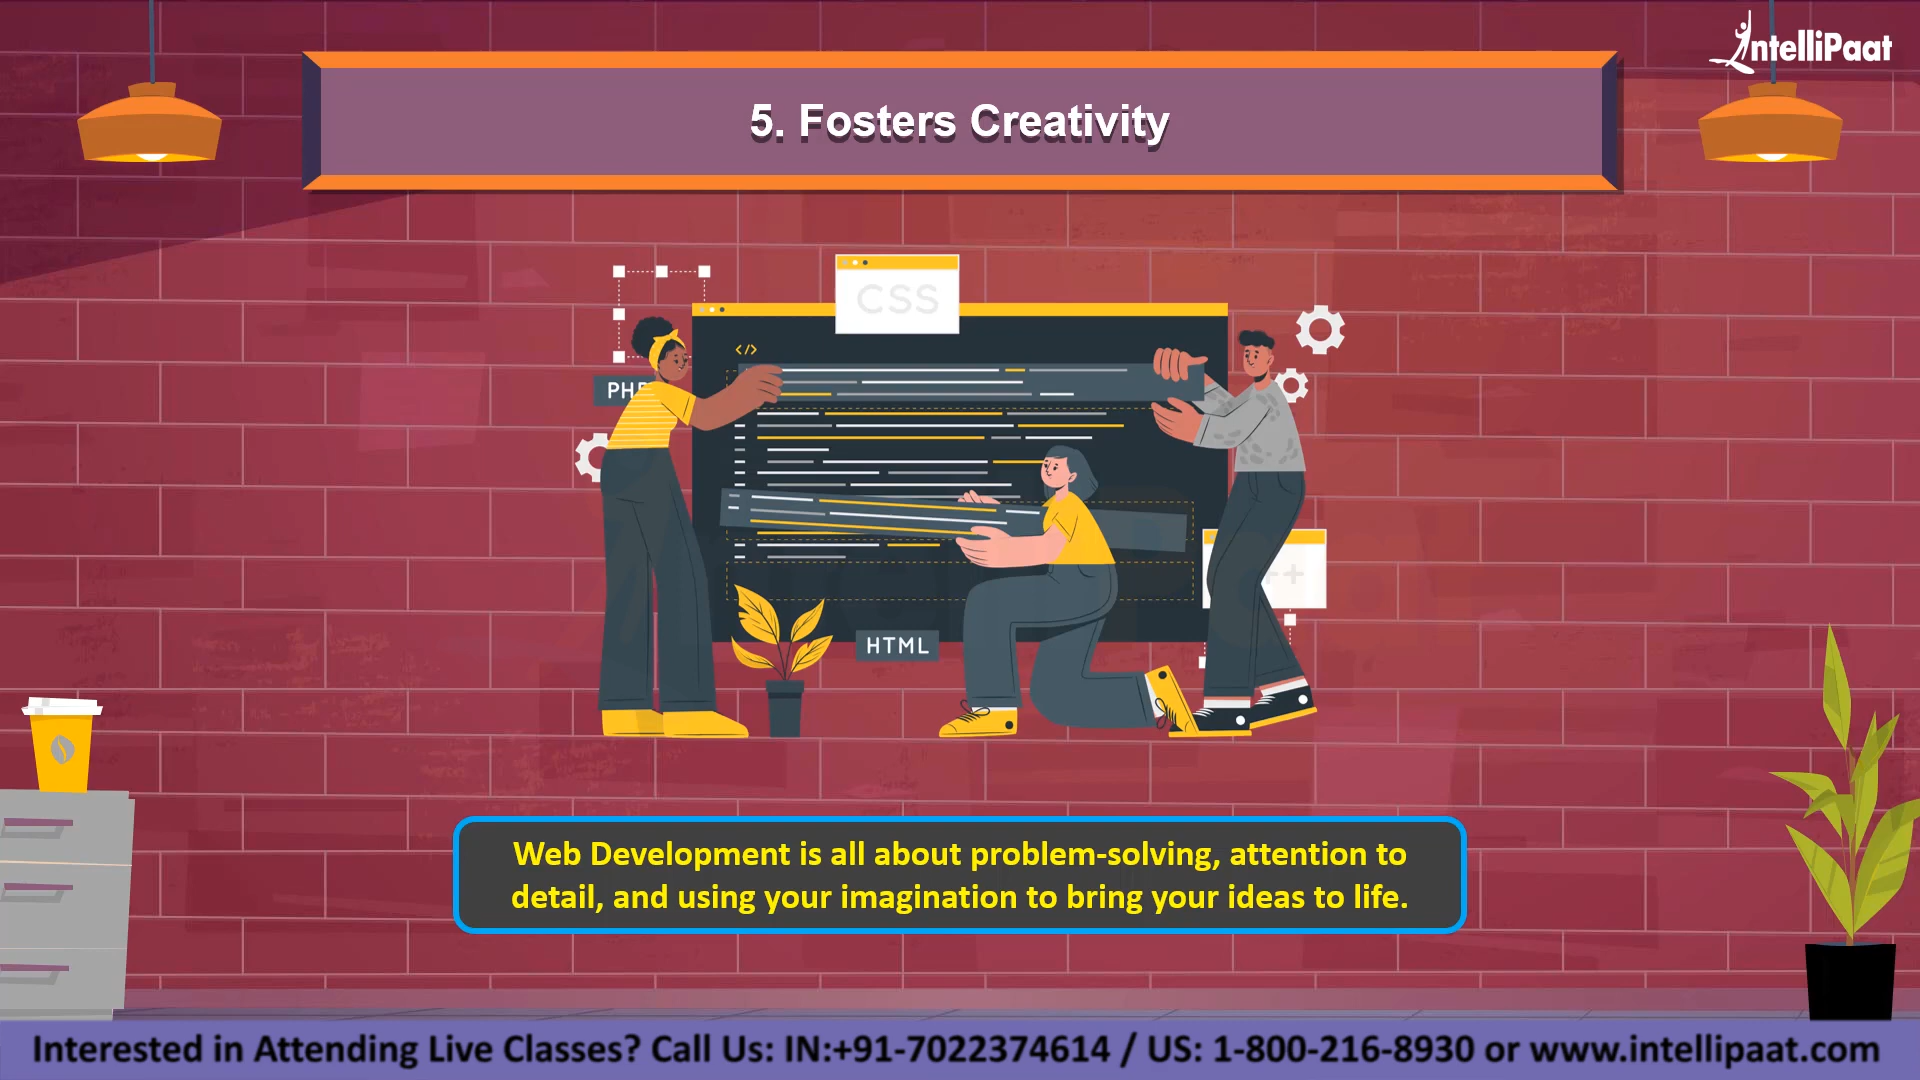 IntelliPaat
5. Fosters Creativity
CSS
</>
PHP
++
HTML
Web Development is all about problem-solving, attention to
detail, and using your imagination to bring your ideas to life.
Interested in Attending Live Classes? Call Us: IN:+91-7022374614 / US: 1-800-216-8930 or www.intellipaat.com